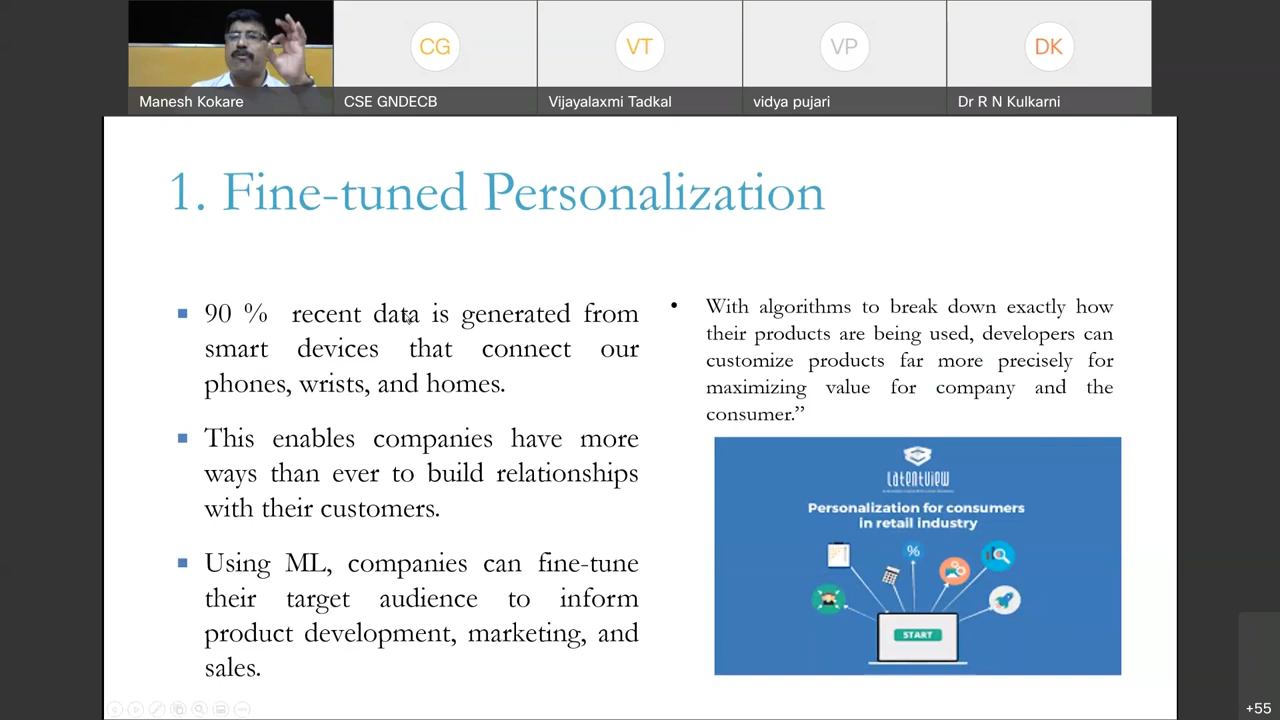 CG
VT
VP
DK
Manesh Kokare
CSE GNDECB
Vijayalaxmi Tadkal
vidya pujari
Dr R N Kulkarni
1. Fine-tuned Personalization
90 % recent data is generated from
smart devices that connect our
phones, wrists, and homes.
This enables companies have more
ways than ever to build relationships
with their customers.
Using ML, companies can fine-tune
their target audience to inform
product development, marketing, and
sales.
With algorithms to break down exactly how
their products are being used, developers can
customize products far more precisely for
maximizing value for company and the
consumer.”
LatentView
Personalization for consumers
in retail industry
%
START
+55